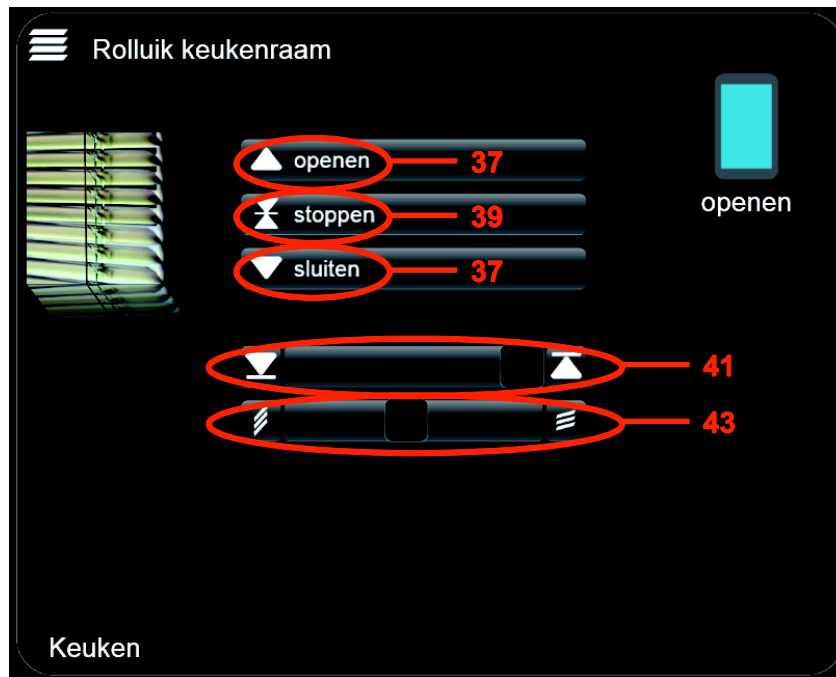 Rolluik keukenraam
openen 37
stoppen 39
sluiten 37
openen
41
43
Keuken